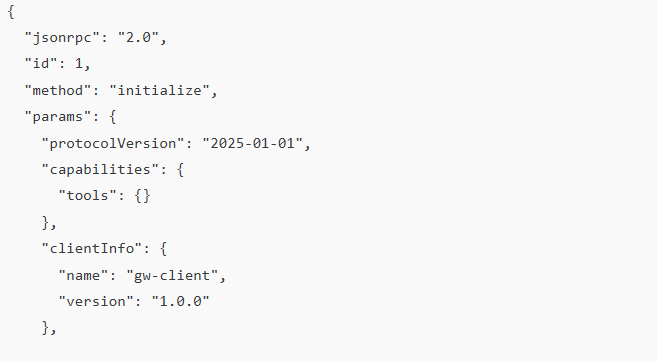 {
  "jsonrpc": "2.0",
  "id": 1,
  "method": "initialize",
  "params": {
    "protocolVersion": "2025-01-01",
    "capabilities": {
      "tools": {}
    },
    "clientInfo": {
      "name": "gw-client",
      "version": "1.0.0"
    },